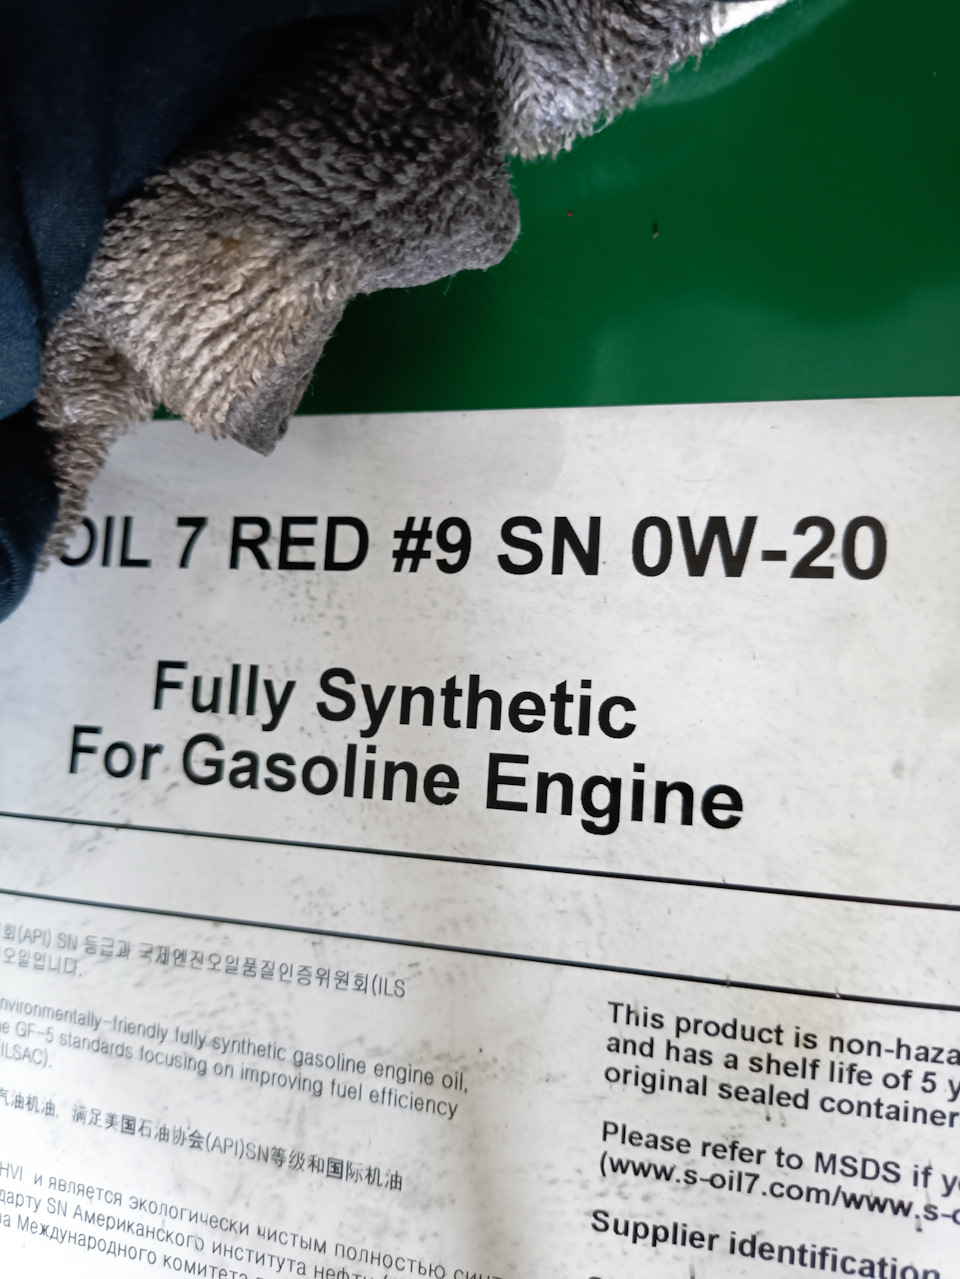 OIL 7 RED #9 SN 0W-20
Fully Synthetic
For Gasoline Engine
회(API) SN 등급과 국제엔진오일품질인증위원회(ILS
오일입니다.
nvironmentally-friendly fully synthetic gasoline engine oil,
e GF-5 standards focusing on improving fuel efficiency
ILSAC).
气油机油, 满足美国石油协会(API)SN等级和国际机油
HVI и является экологически чистым полностью синт
дарту SN Американского института нефти
а Международного комитета
This product is non-haza
and has a shelf life of 5 y
original sealed container
Please refer to MSDS if y
(www.s-oil7.com/www.s-o
Supplier identification